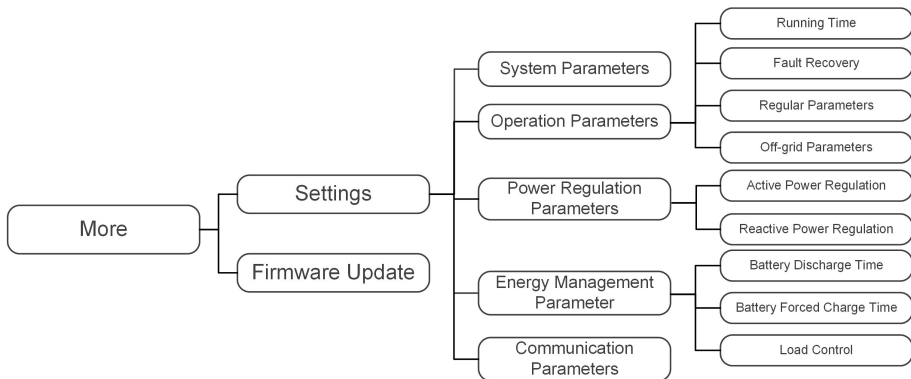 More
Settings
Firmware Update
System Parameters
Operation Parameters
Power Regulation
Parameters
Energy Management
Parameter
Communication
Parameters
Running Time
Fault Recovery
Regular Parameters
Off-grid Parameters
Active Power Regulation
Reactive Power Regulation
Battery Discharge Time
Battery Forced Charge Time
Load Control